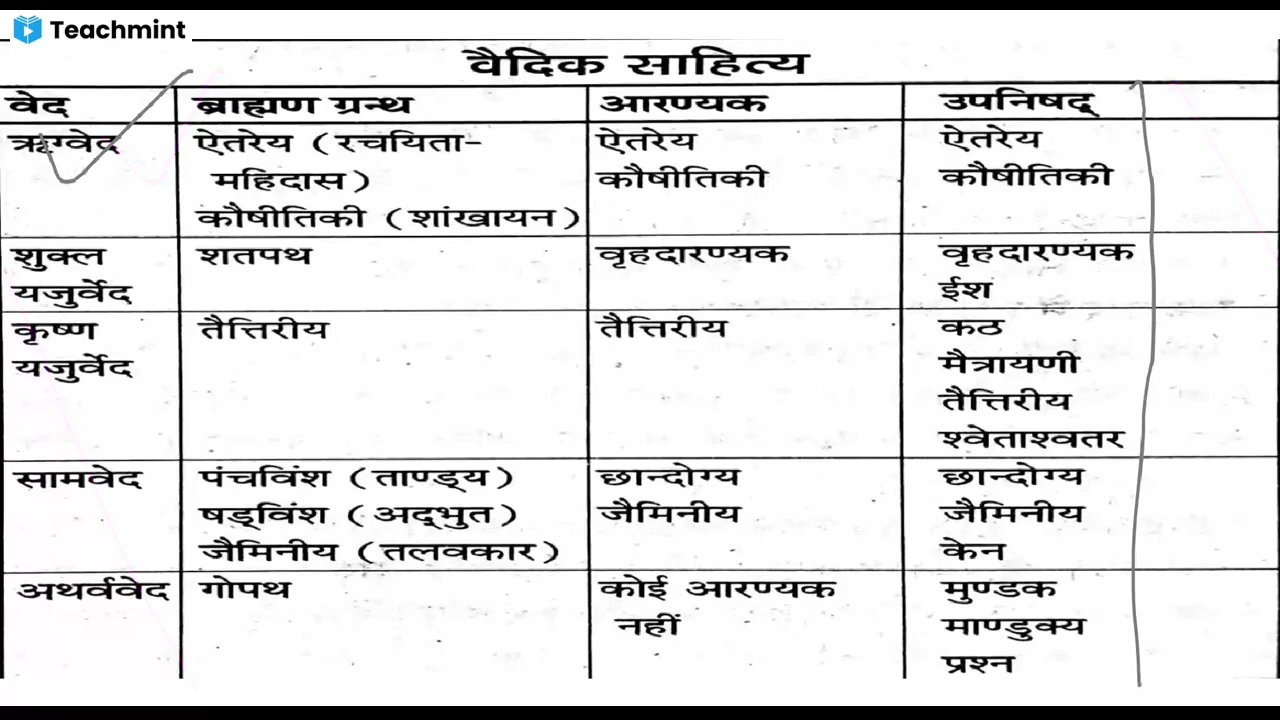 Teachmint
वैदिक साहित्य
वेद ब्राह्मण ग्रन्थ आरण्यक उपनिषद्
ऋग्वेद ऐतरेय (रचयिता- ऐतरेय ऐतरेय
महिदास) कौषीतिकी कौषीतिकी
कौषीतिकी (शांखायन)
शुक्ल शतपथ वृहदारण्यक वृहदारण्यक
यजुर्वेद ईश
कृष्ण तैत्तिरीय तैत्तिरीय कठ
यजुर्वेद मैत्रायणी
तैत्तिरीय
श्वेताश्वतर
सामवेद पंचविंश (ताण्ड्य) छान्दोग्य छान्दोग्य
षड्विंश (अद्भुत) जैमिनीय जैमिनीय
जैमिनीय (तलवकार) केन
अथर्ववेद गोपथ कोई आरण्यक मुण्डक
नहीं माण्डुक्य
प्रश्न